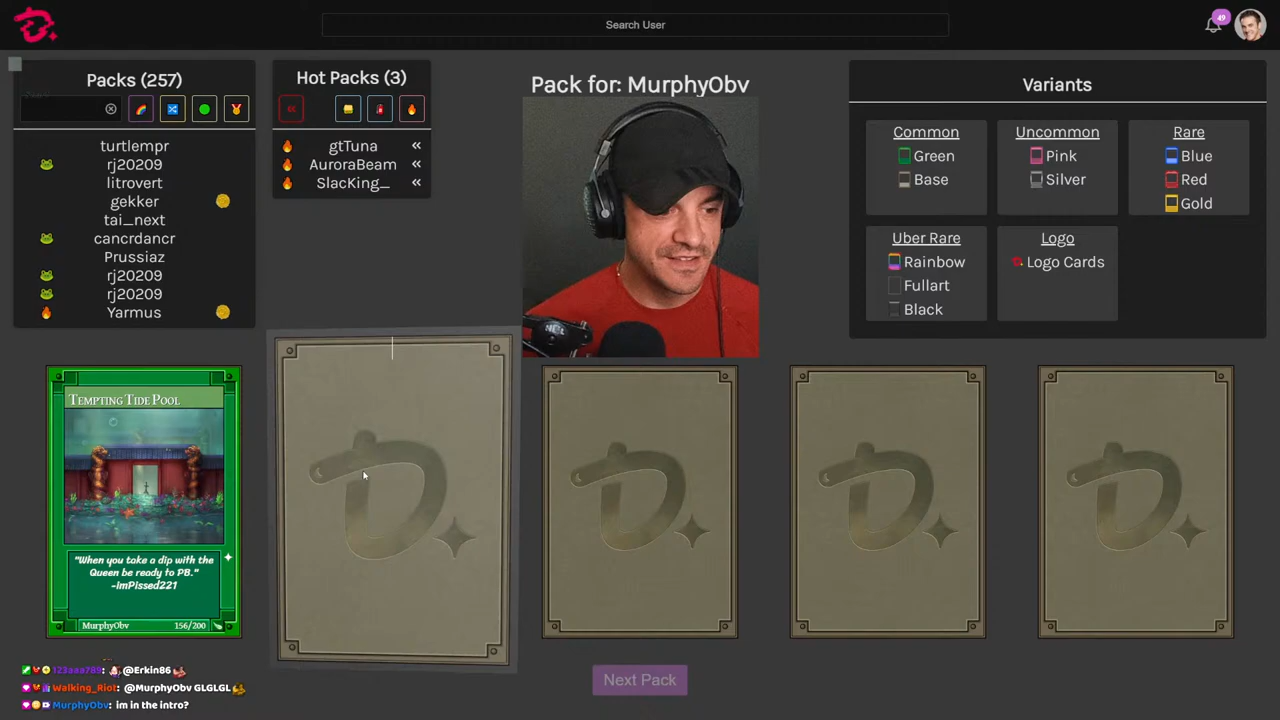 Search User
49
Packs (257)
turtlempr
rj20209
litrovert
gekker
tai_next
cancrdancr
Prussiaz
rj20209
rj20209
Yarmus
Hot Packs (3)
gtTuna
AuroraBeam
SlacKing_
Pack for: MurphyObv
Variants
Common
Green
Base
Uncommon
Pink
Silver
Rare
Blue
Red
Gold
Uber Rare
Rainbow
Fullart
Black
Logo
Logo Cards
Tempting Tide Pool
"When you take a dip with the
Queen be ready to PB."
-imPissed221
MurphyObv 156/200
123aaa789: @Erkin86
Walking_Riot: @MurphyObv GLGLGL
MurphyObv: im in the intro?
Next Pack